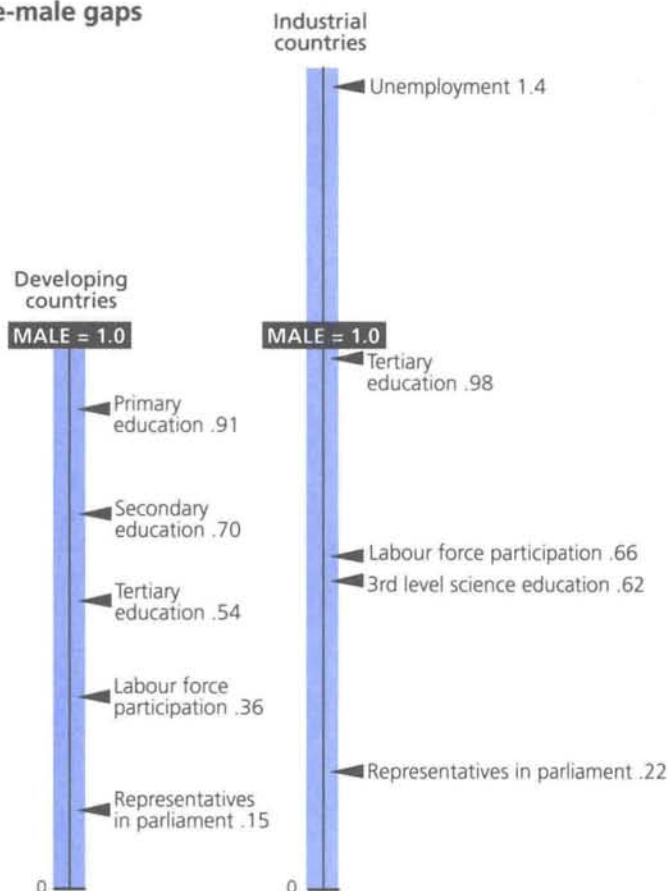 e-male gaps
Industrial
countries
Unemployment 1.4
Developing
countries
MALE = 1.0
MALE = 1.0
Tertiary
education .98
Primary
education .91
Secondary
education .70
Labour force participation .66
3rd level science education .62
Tertiary
education .54
Labour force
participation .36
Representatives in parliament .22
Representatives
in parliament .15
0
0